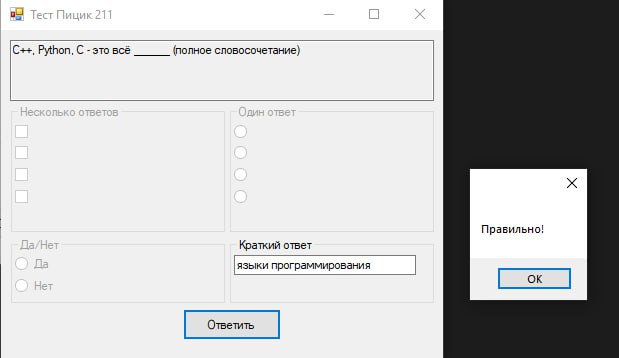 Тест Пицик 211
C++, Python, C - это всё ______ (полное словосочетание)
Несколько ответов
Один ответ
Да/Нет
Да
Нет
Краткий ответ
языки программирования
Ответить
Правильно!
OK